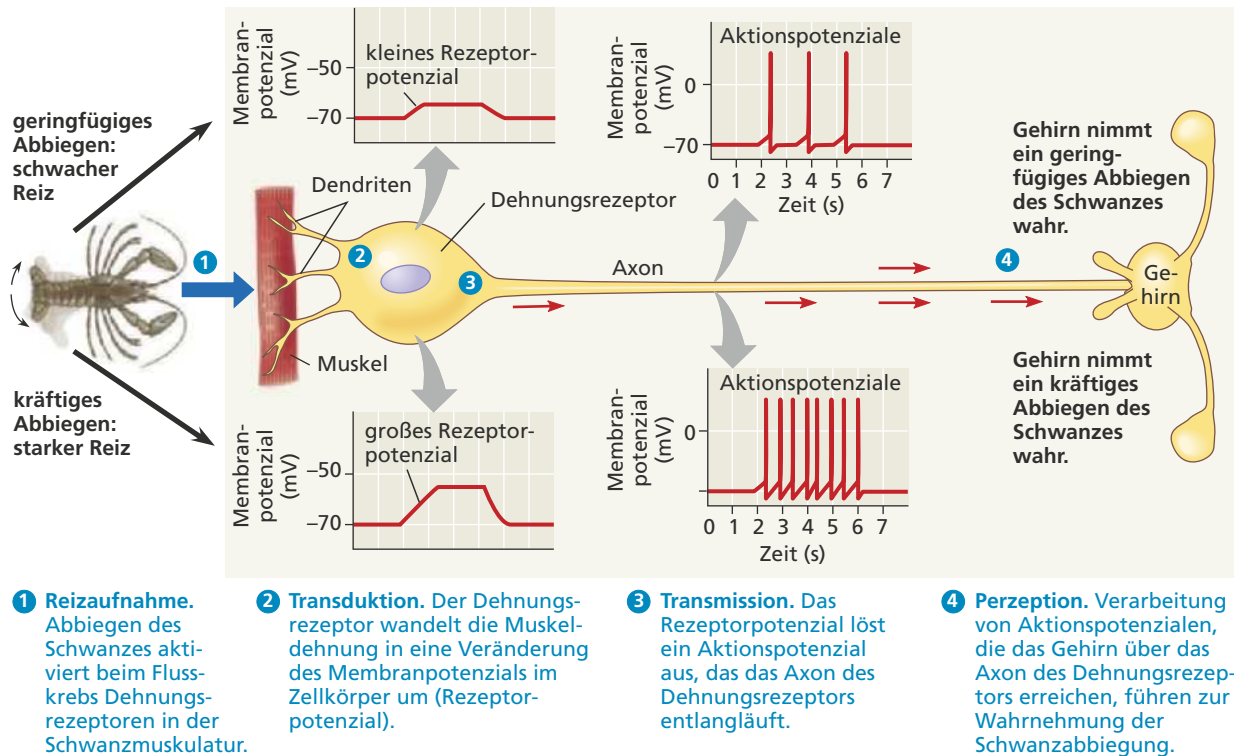 geringfügiges
Abbiegen:
schwacher
Reiz
kräftiges
Abbiegen:
starker Reiz
1
Membran-
potenzial
(mV)
kleines Rezeptor-
potenzial
−50
−70
Aktionspotenziale
Membran-
potenzial
(mV)
0
−70
0 1 2 3 4 5 6 7
Zeit (s)
Dendriten
Dehnungsrezeptor
2
3
Axon
4
Muskel
Gehirn nimmt
ein gering-
fügiges Abbiegen
des Schwanzes
wahr.
Ge-
hirn
Gehirn nimmt
ein kräftiges
Abbiegen des
Schwanzes
wahr.
Membran-
potenzial
(mV)
großes Rezeptor-
potenzial
−50
−70
Aktionspotenziale
Membran-
potenzial
(mV)
0
0 1 2 3 4 5 6 7
Zeit (s)
1 Reizaufnahme.
Abbiegen des
Schwanzes akti-
viert beim Fluss-
krebs Dehnungs-
rezeptoren in der
Schwanzmuskulatur.
2 Transduktion. Der Dehnungs-
rezeptor wandelt die Muskel-
dehnung in eine Veränderung
des Membranpotenzials im
Zellkörper um (Rezeptor-
potenzial).
3 Transmission. Das
Rezeptorpotenzial löst
ein Aktionspotenzial
aus, das das Axon des
Dehnungsrezeptors
entlangläuft.
4 Perzeption. Verarbeitung
von Aktionspotenzialen,
die das Gehirn über das
Axon des Dehnungsrezep-
tors erreichen, führen zur
Wahrnehmung der
Schwanzabbiegung.